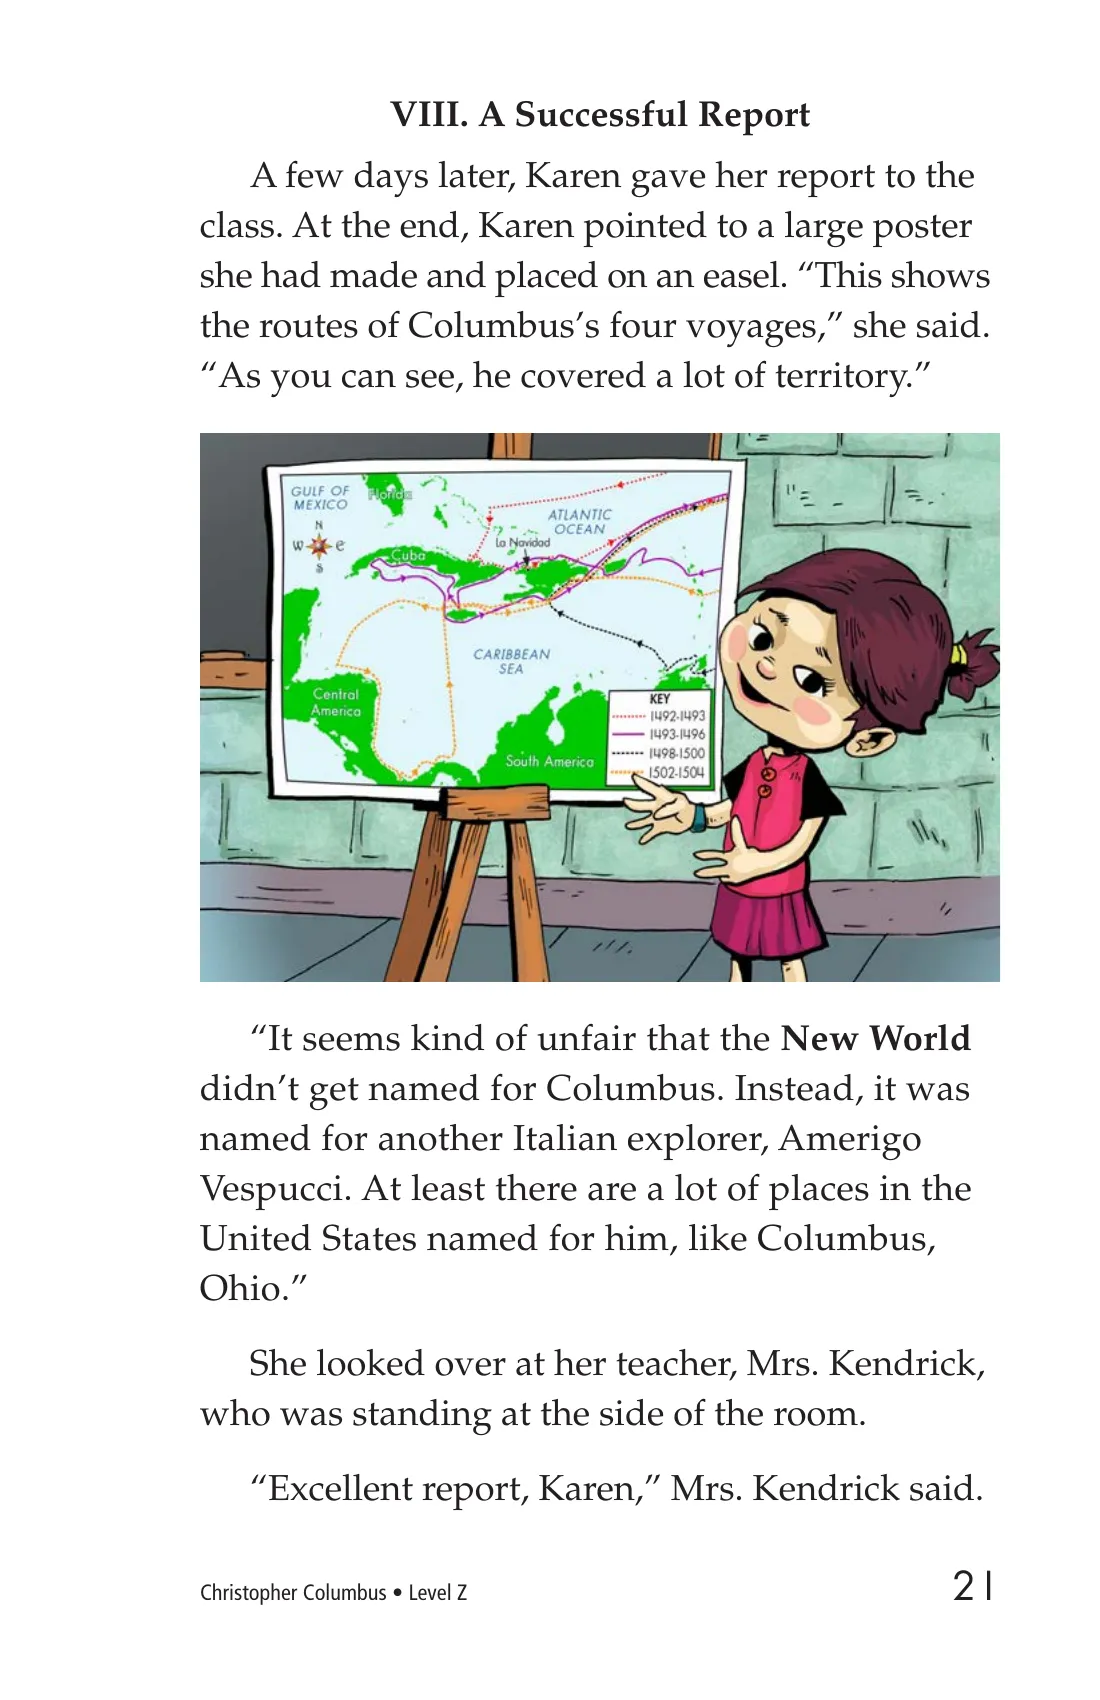 VIII. A Successful Report
A few days later, Karen gave her report to the
class. At the end, Karen pointed to a large poster
she had made and placed on an easel. “This shows
the routes of Columbus’s four voyages,” she said.
“As you can see, he covered a lot of territory.”
GULF OF
MEXICO
Florida
ATLANTIC
OCEAN
N
W e
S
La Navidad
Cuba
CARIBBEAN
SEA
Central
America
South America
KEY
1492-1493
1493-1496
1498-1500
1502-1504
“It seems kind of unfair that the New World
didn’t get named for Columbus. Instead, it was
named for another Italian explorer, Amerigo
Vespucci. At least there are a lot of places in the
United States named for him, like Columbus,
Ohio.”
She looked over at her teacher, Mrs. Kendrick,
who was standing at the side of the room.
“Excellent report, Karen,” Mrs. Kendrick said.
Christopher Columbus • Level Z
21